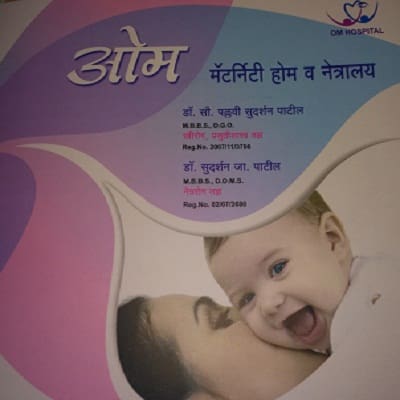 OM HOSPITAL
ओम मॅटर्निटी होम व नेत्रालय
डॉ. सौ. पल्लवी सुदर्शन पाटील
M.B.B.S., D.G.O.
स्त्रीरोग, प्रसुतीशास्त्र तज्ञ
Reg.No. 2007/11/0756
डॉ. सुदर्शन जा. पाटील
M.B.B.S., D.O.M.S.
नेत्ररोग तज्ञ
Reg.No. 02/07/2680